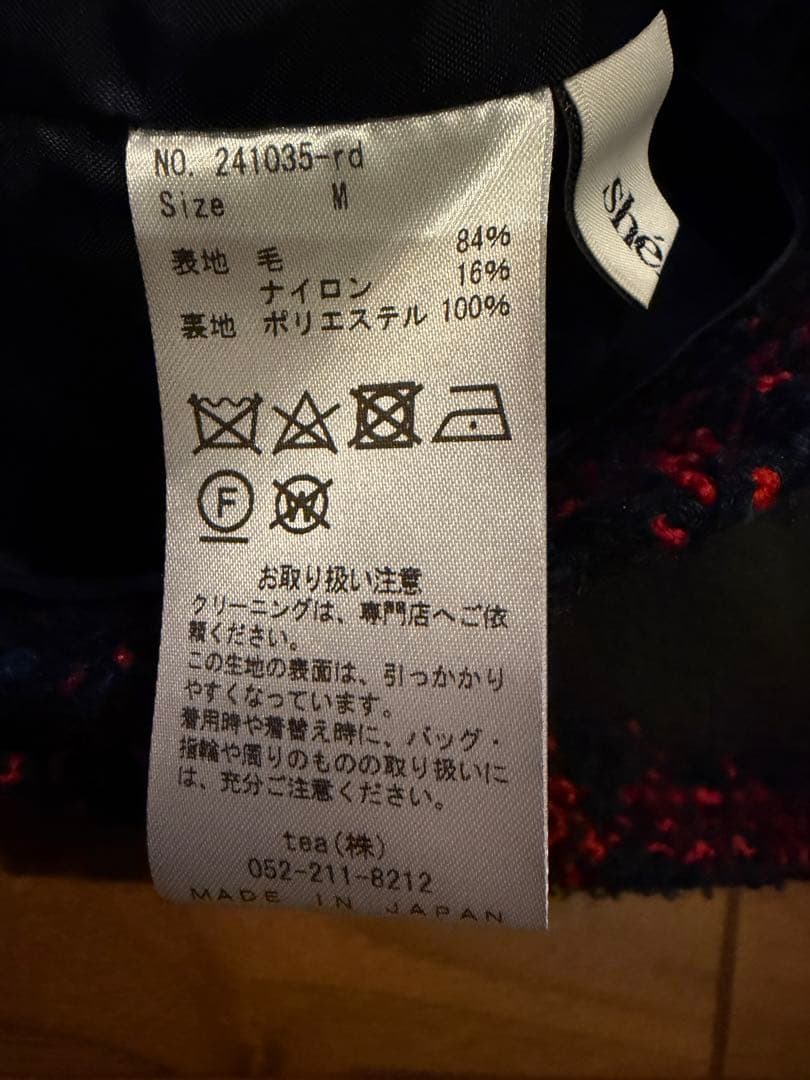 NO. 241035-rd
Size M
表地 毛 84%
ナイロン 16%
裏地 ポリエステル 100%
F
W
お取り扱い注意
クリーニングは、専門店へご依
頼ください。
この生地の表面は、引っかかり
やすくなっています。
着用時や着替え時に、バッグ・
指輪や周りのものの取り扱いに
は、充分ご注意ください。
tea(株)
052-211-8212
MADE IN JAPAN
shé